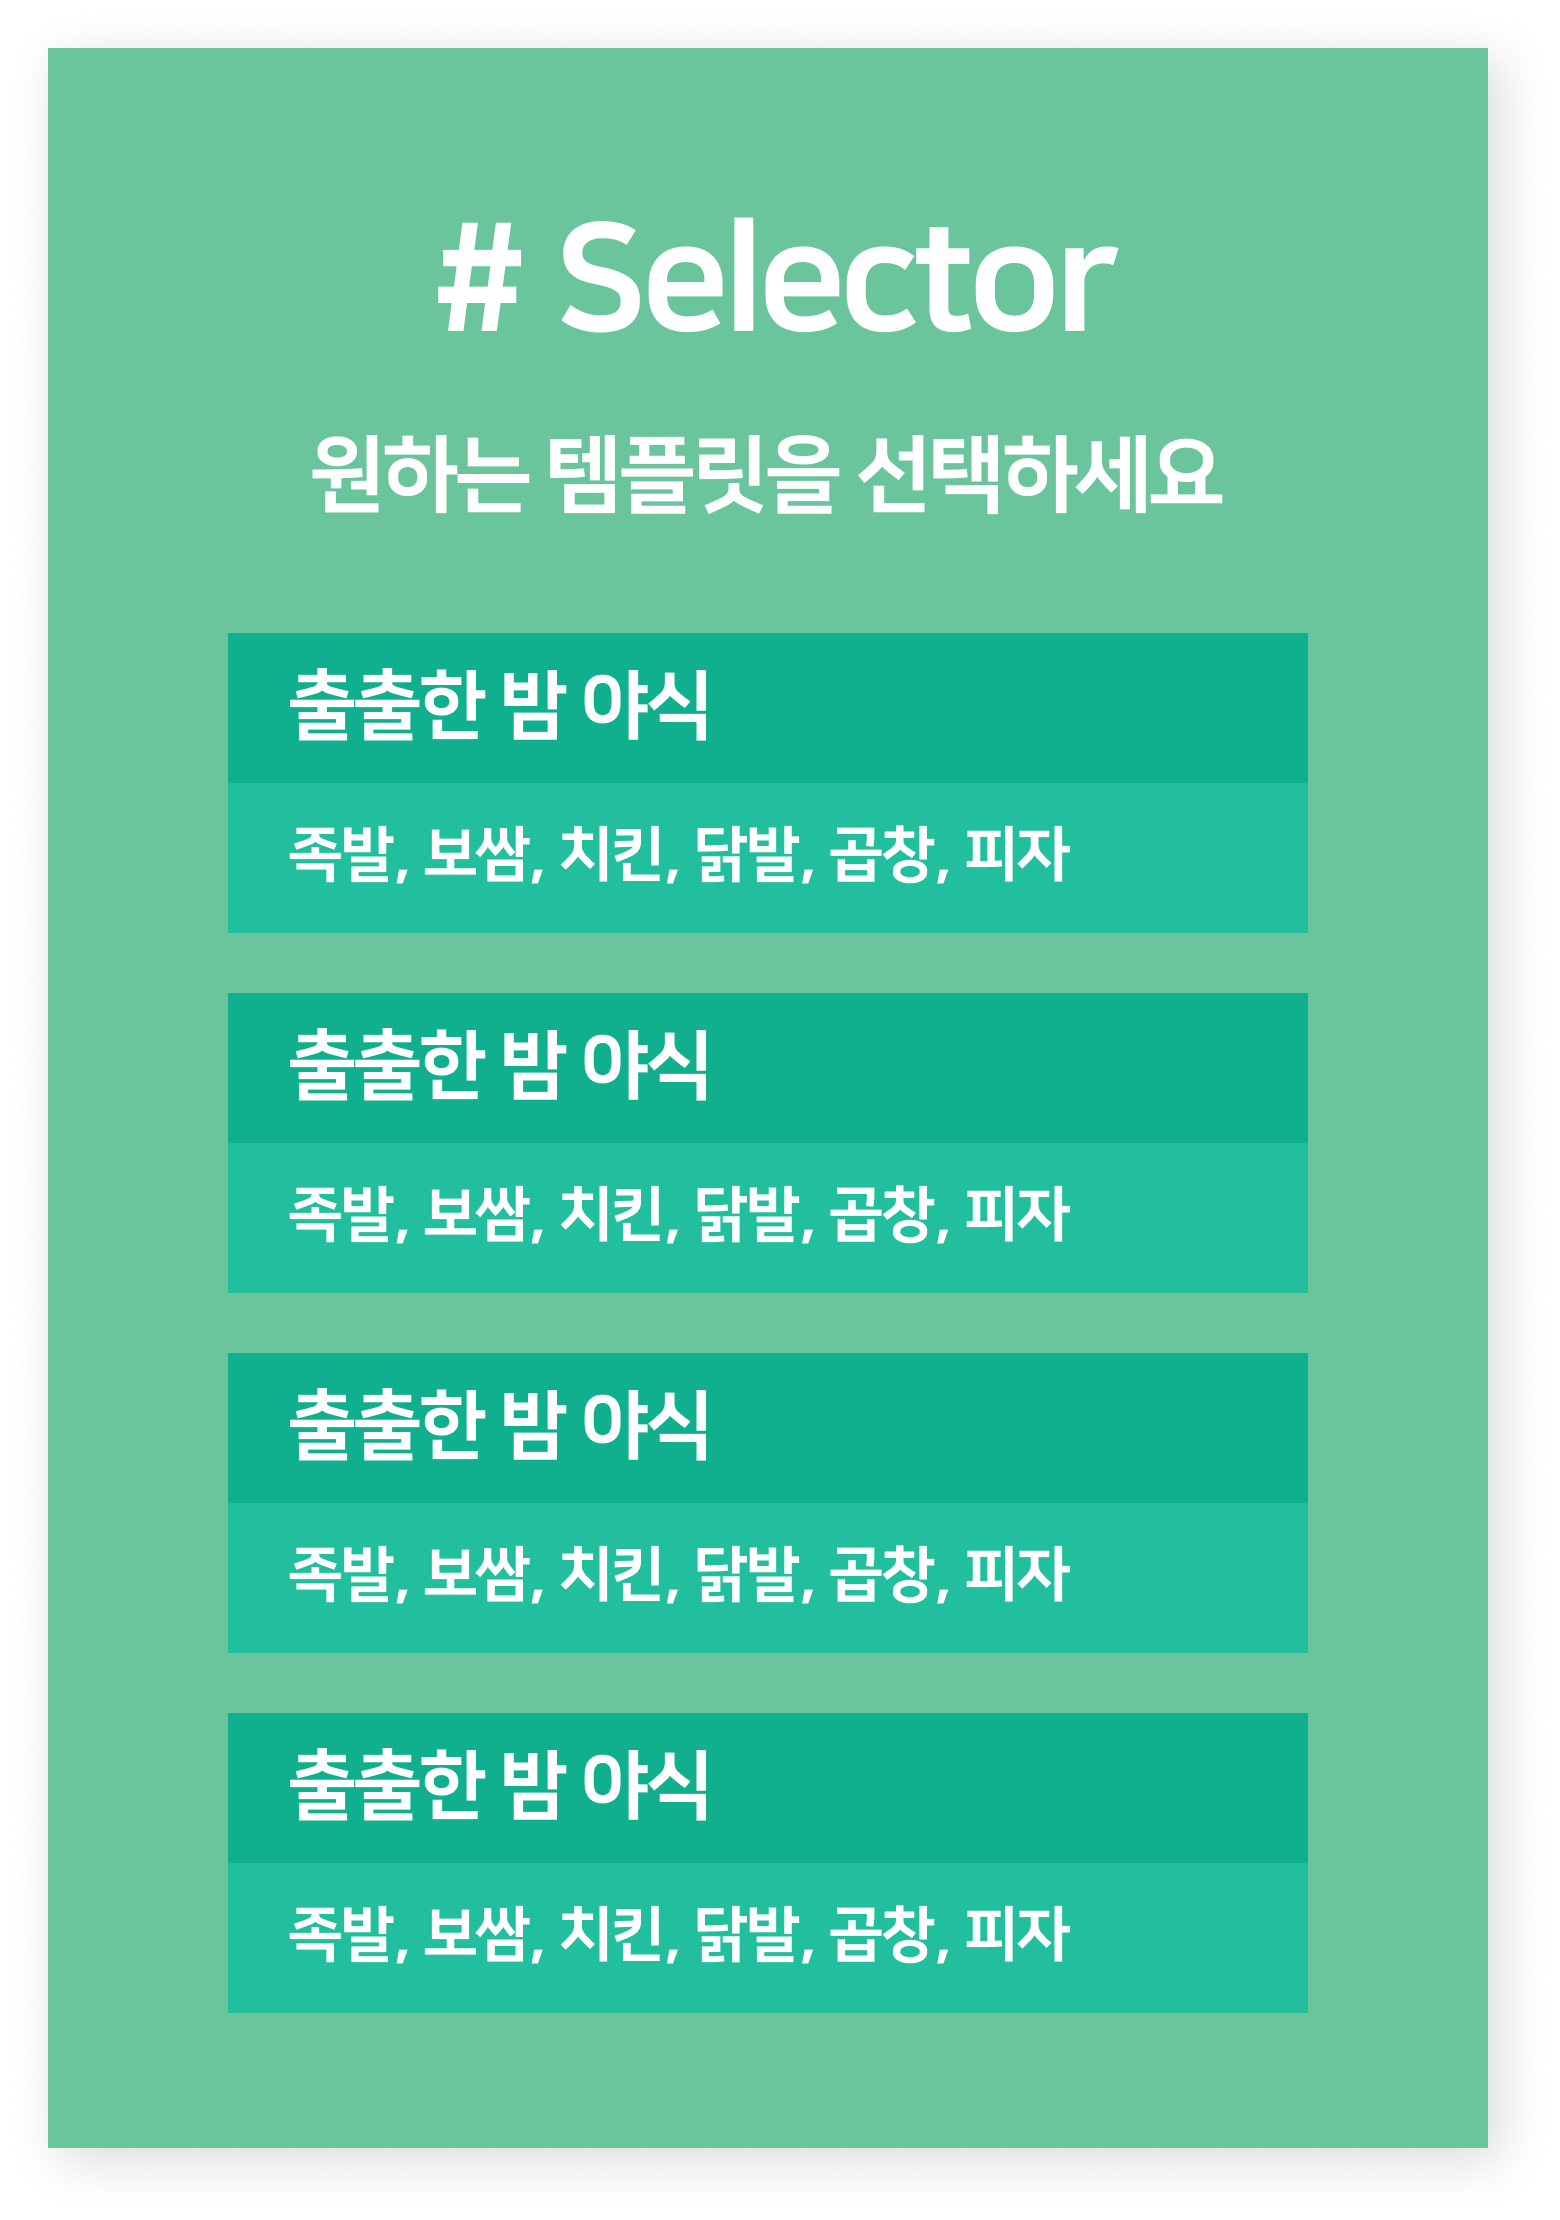 # Selector
원하는 템플릿을 선택하세요
출출한 밤 야식
족발, 보쌈, 치킨, 닭발, 곱창, 피자
출출한 밤 야식
족발, 보쌈, 치킨, 닭발, 곱창, 피자
출출한 밤 야식
족발, 보쌈, 치킨, 닭발, 곱창, 피자
출출한 밤 야식
족발, 보쌈, 치킨, 닭발, 곱창, 피자